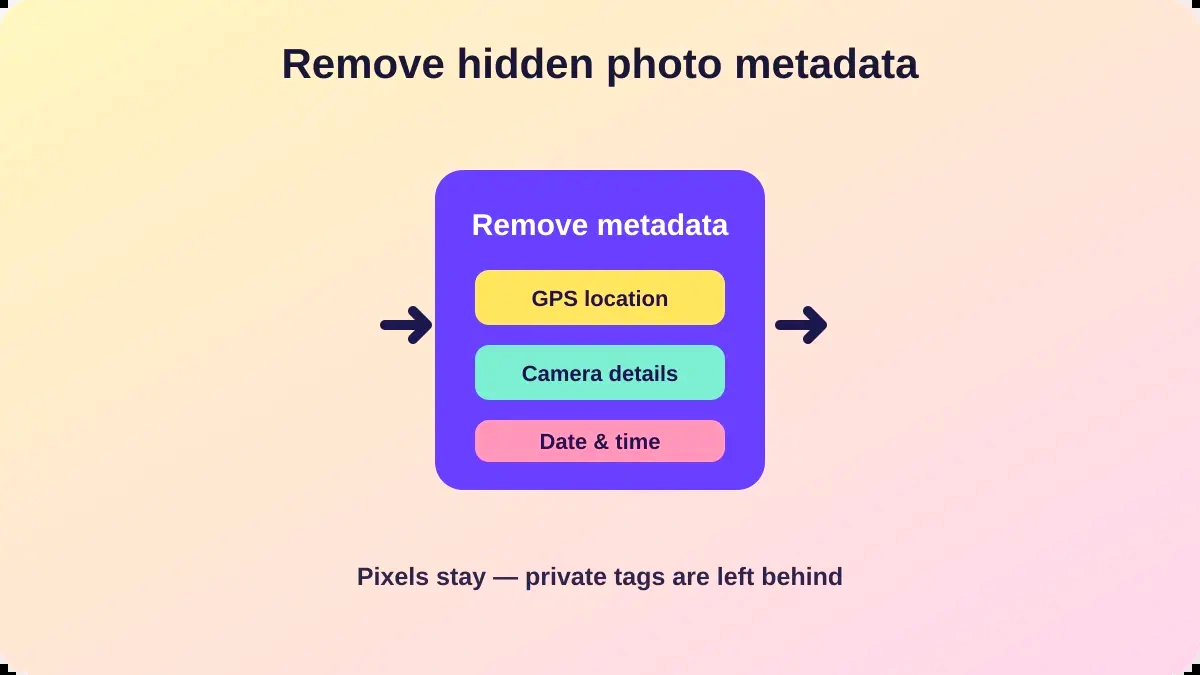 Remove hidden photo metadata
Remove metadata
GPS location
Camera details
Date & time
Pixels stay — private tags are left behind